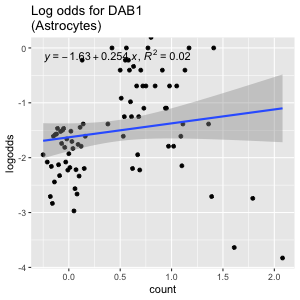 Log odds for DAB1
(Astrocytes)
y = −1.63 + 0.254 x, R² = 0.02
logodds
0
-1
-2
-3
-4
0.0 0.5 1.0 1.5 2.0
count